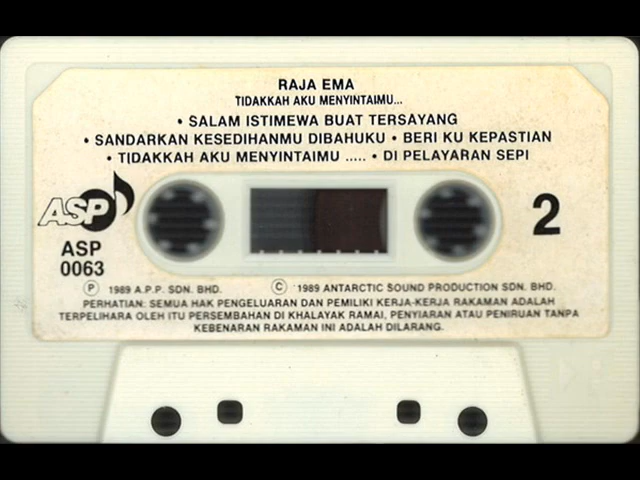 RAJA EMA
TIDAKKAH AKU MENYINTAIMU...
• SALAM ISTIMEWA BUAT TERSAYANG
• SANDARKAN KESEDIHANMU DIBAHUKU • BERI KU KEPASTIAN
• TIDAKKAH AKU MENYINTAIMU ..... • DI PELAYARAN SEPI
ASP
2
ASP
0063
Ⓟ 1989 A.P.P. SDN. BHD. © 1989 ANTARCTIC SOUND PRODUCTION SDN. BHD.
PERHATIAN: SEMUA HAK PENGELUARAN DAN PEMILIKI KERJA-KERJA RAKAMAN ADALAH
TERPELIHARA OLEH ITU PERSEMBAHAN DI KHALAYAK RAMAI, PENYIARAN ATAU PENIRUAN TANPA
KEBENARAN RAKAMAN INI ADALAH DILARANG.